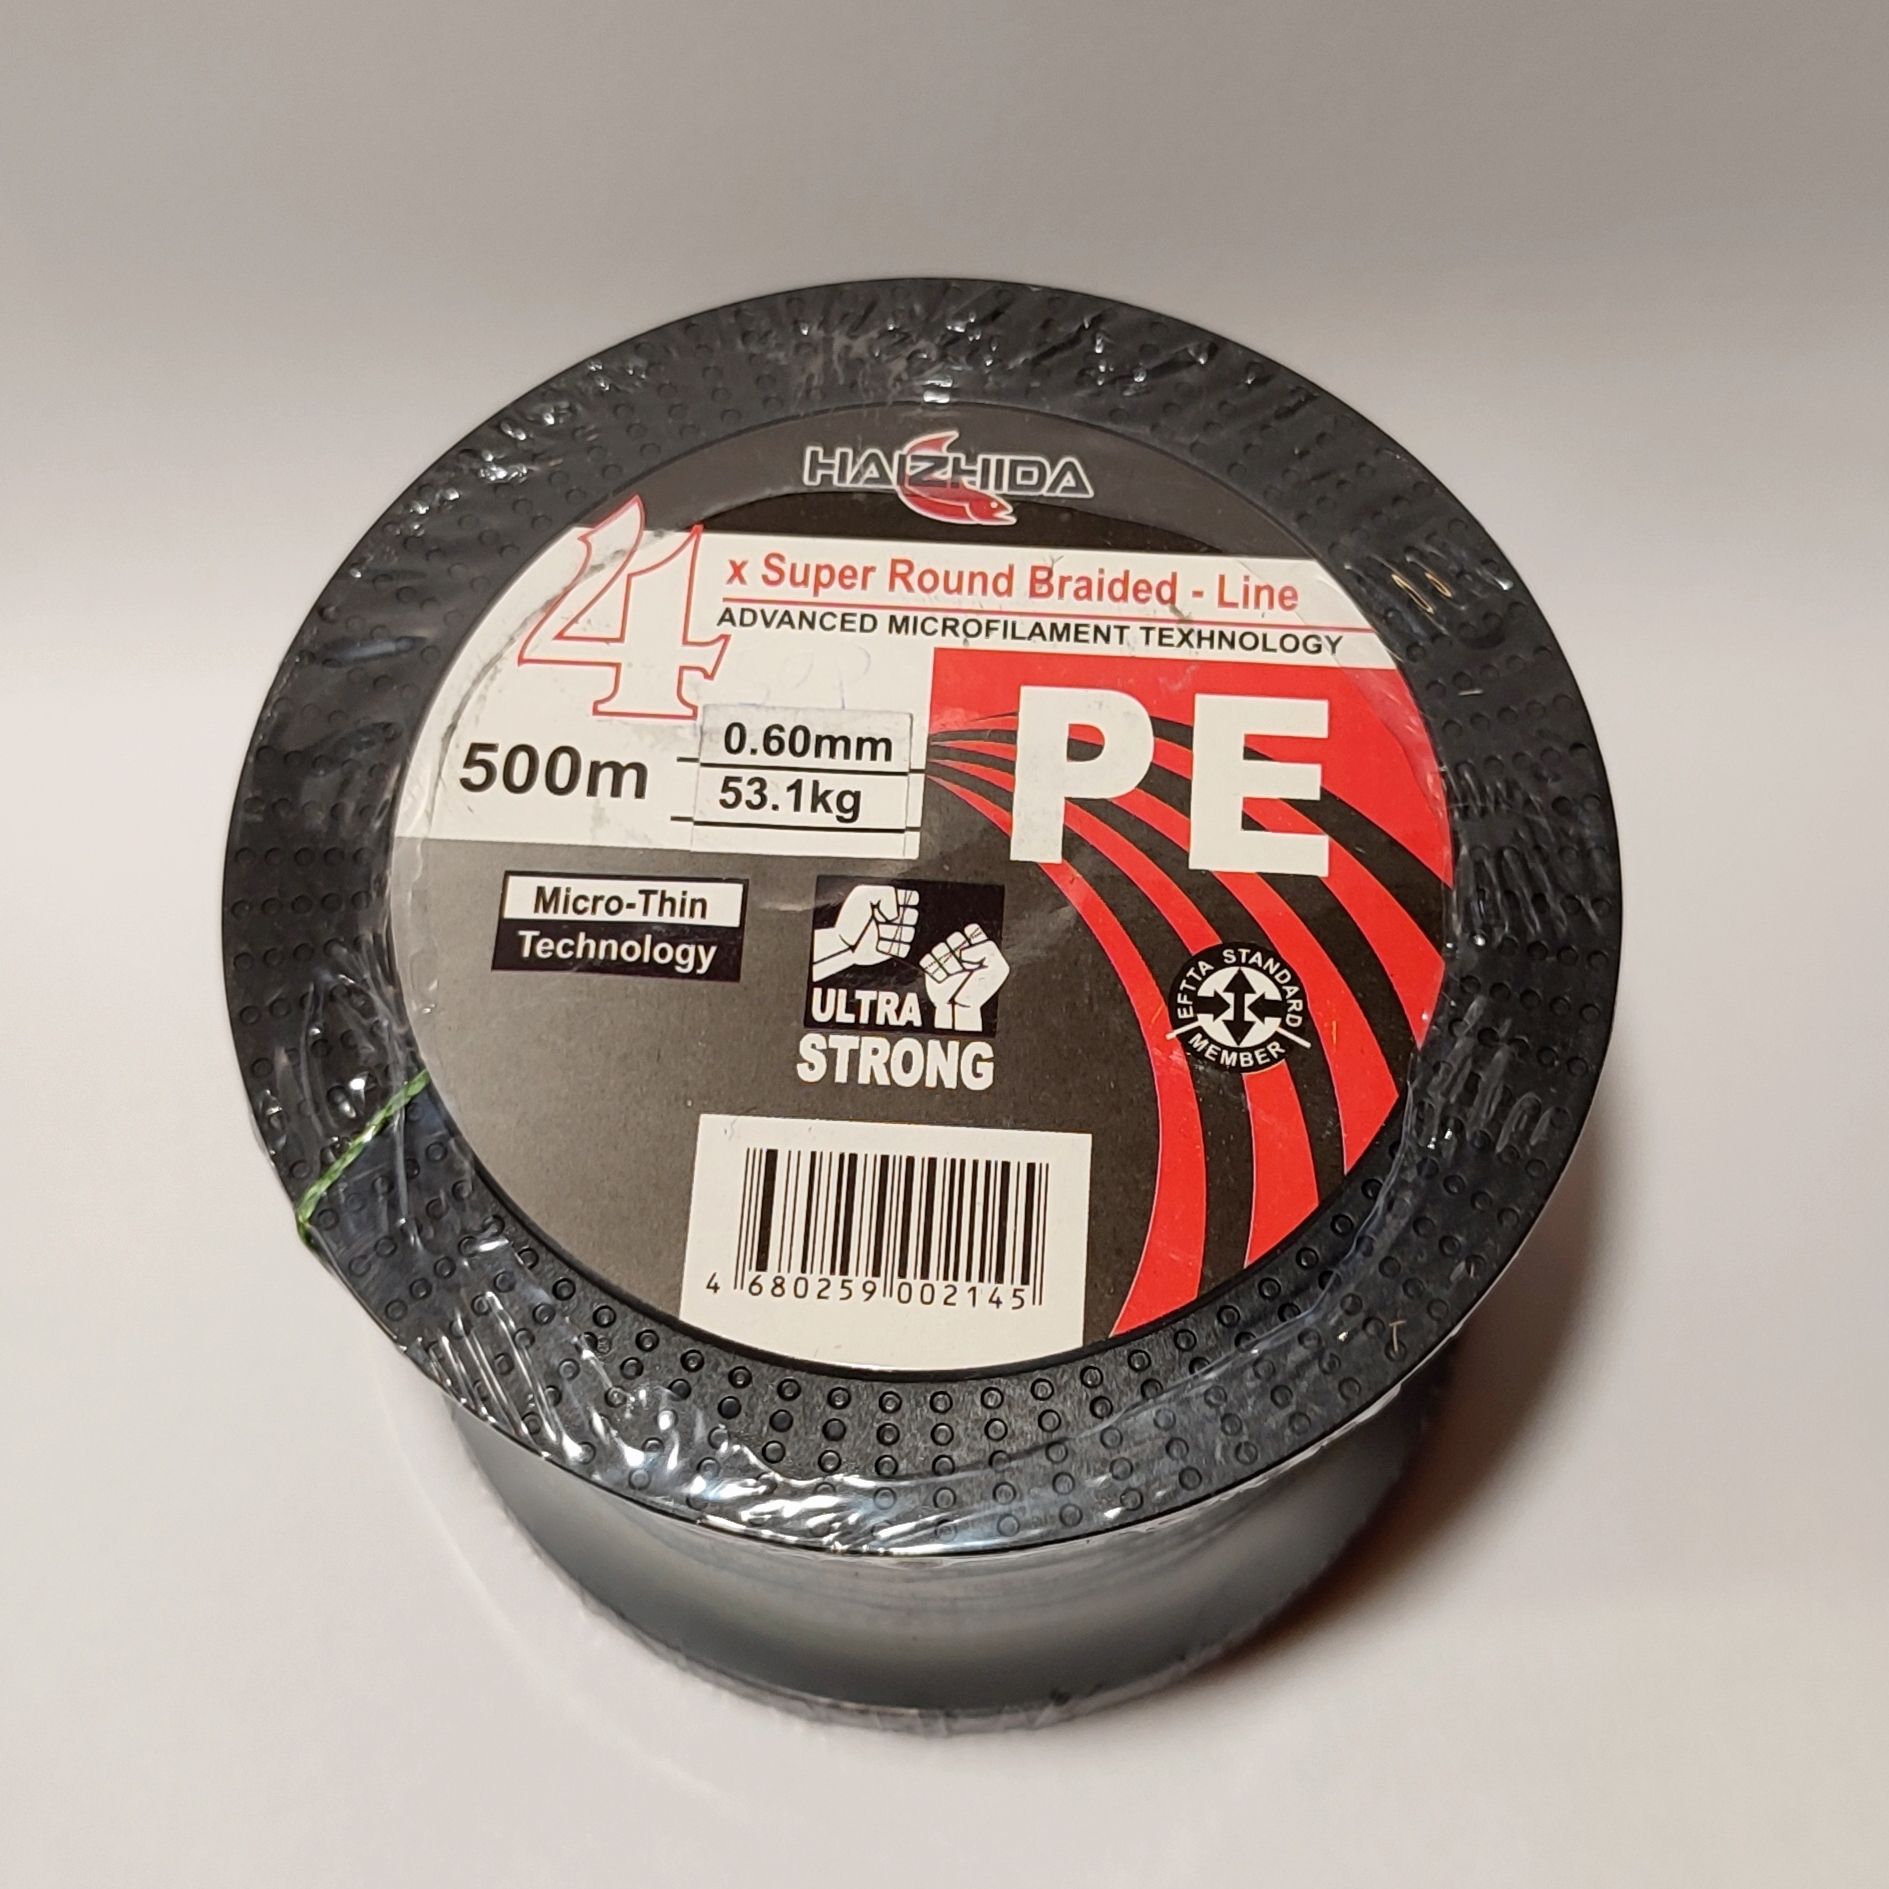 HAIZHIDA
4 x Super Round Braided - Line
ADVANCED MICROFILAMENT TEXHNOLOGY
PE
500m
0.60mm
53.1kg
Micro-Thin
Technology
ULTRA
STRONG
EFTTA STANDARD
MEMBER
4 680259 002145